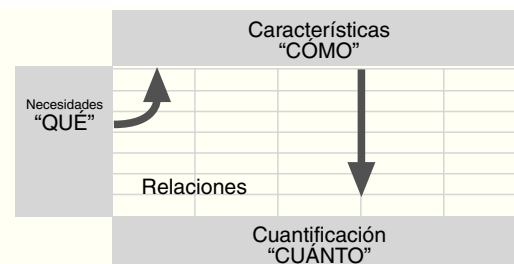 Características
“CÓMO”
Necesidades
“QUÉ”
Relaciones
Cuantificación
“CUÁNTO”